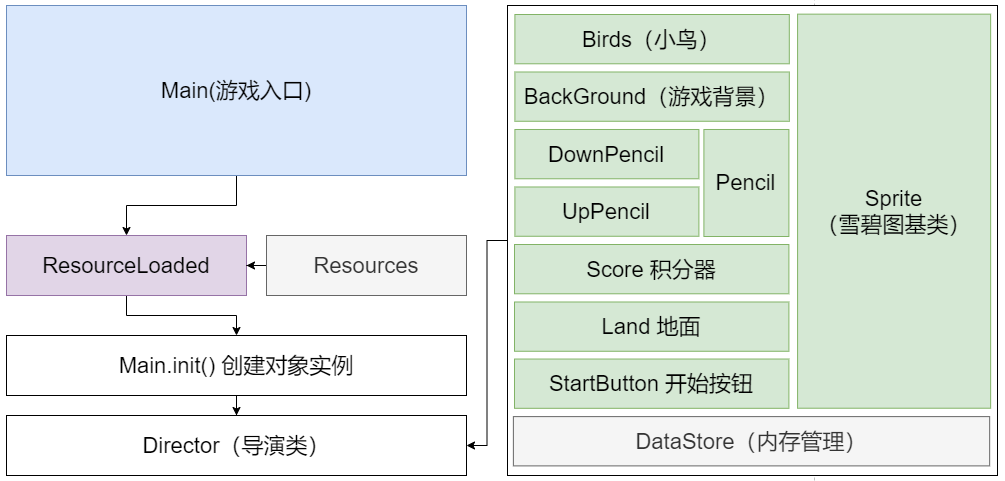 Main(游戏入口)
ResourceLoaded
Resources
Main.init() 创建对象实例
Director（导演类）
Birds（小鸟）
BackGround（游戏背景）
DownPencil
UpPencil
Pencil
Score 积分器
Land 地面
StartButton 开始按钮
Sprite
（雪碧图基类）
DataStore（内存管理）